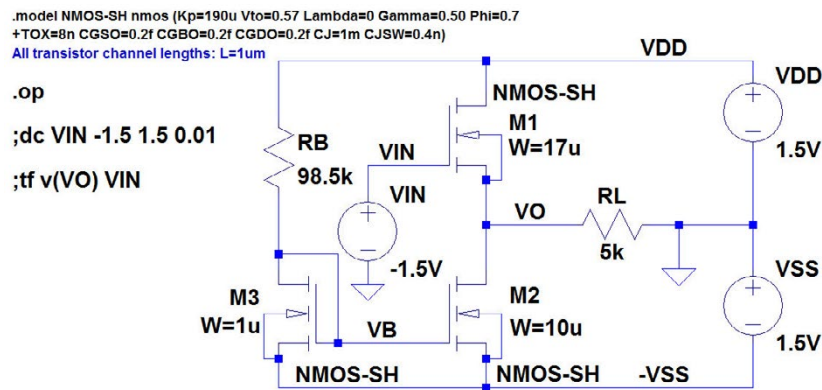 .model NMOS-SH nmos (Kp=190u Vto=0.57 Lambda=0 Gamma=0.50 Phi=0.7
+TOX=8n CGSO=0.2f CGBO=0.2f CGDO=0.2f CJ=1m CJSW=0.4n)
All transistor channel lengths: L=1um
.op
;dc VIN -1.5 1.5 0.01
;tf v(VO) VIN
VDD
NMOS-SH
M1
W=17u
VDD
1.5V
RB
98.5k
VIN
VIN
-1.5V
VO
RL
5k
M3
W=1u
VB
M2
W=10u
VSS
1.5V
NMOS-SH
NMOS-SH
-VSS